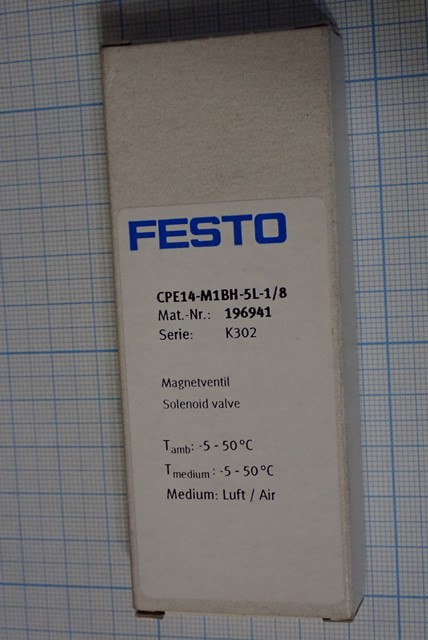 FESTO
CPE14-M1BH-5L-1/8
Mat.-Nr.: 196941
Serie: K302
Magnetventil
Solenoid valve
Tamb: -5 - 50°C
Tmedium: -5 - 50°C
Medium: Luft / Air